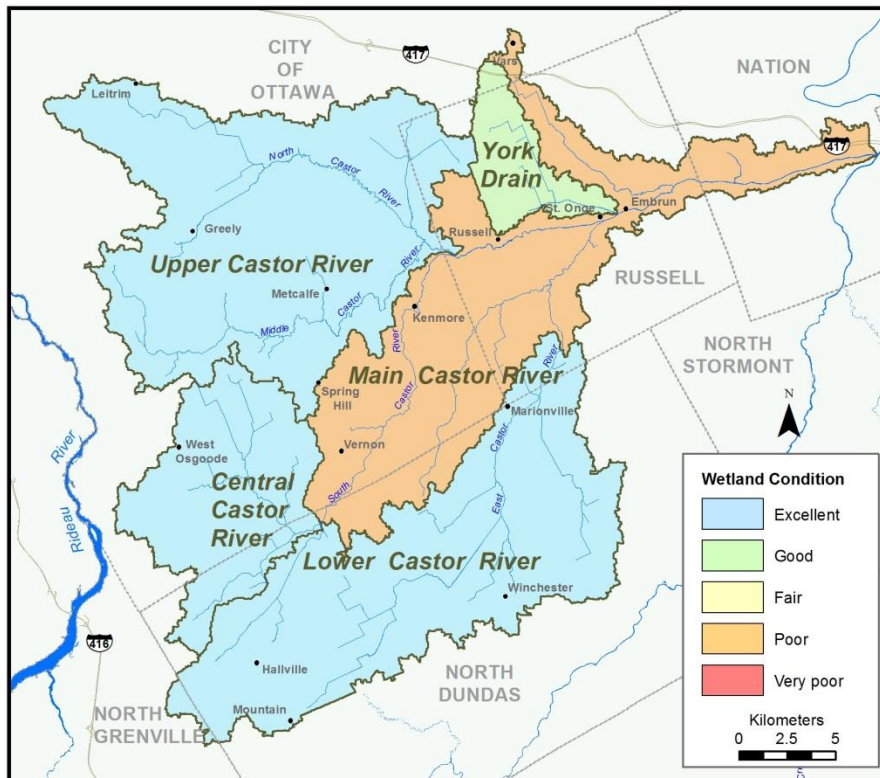 CITY
OF
OTTAWA
417
Vars
NATION
Leitrim
417
North
Castor
River
York
Drain
St. Onge
Embrun
Greely
Russell
Upper Castor River
River
RUSSELL
Metcalfe
Castor
Middle
Kenmore
NORTH
STORMONT
River
River
Main Castor River
Spring
Hill
Castor
Marionville
N
River
West
Osgoode
Vernon
Castor
Central
Castor
River
South
East
Rideau
Lower Castor River
Winchester
416
Hallville
NORTH
DUNDAS
Mountain
NORTH
GRENVILLE
Wetland Condition
Excellent
Good
Fair
Poor
Very poor
Kilometers
0 2.5 5